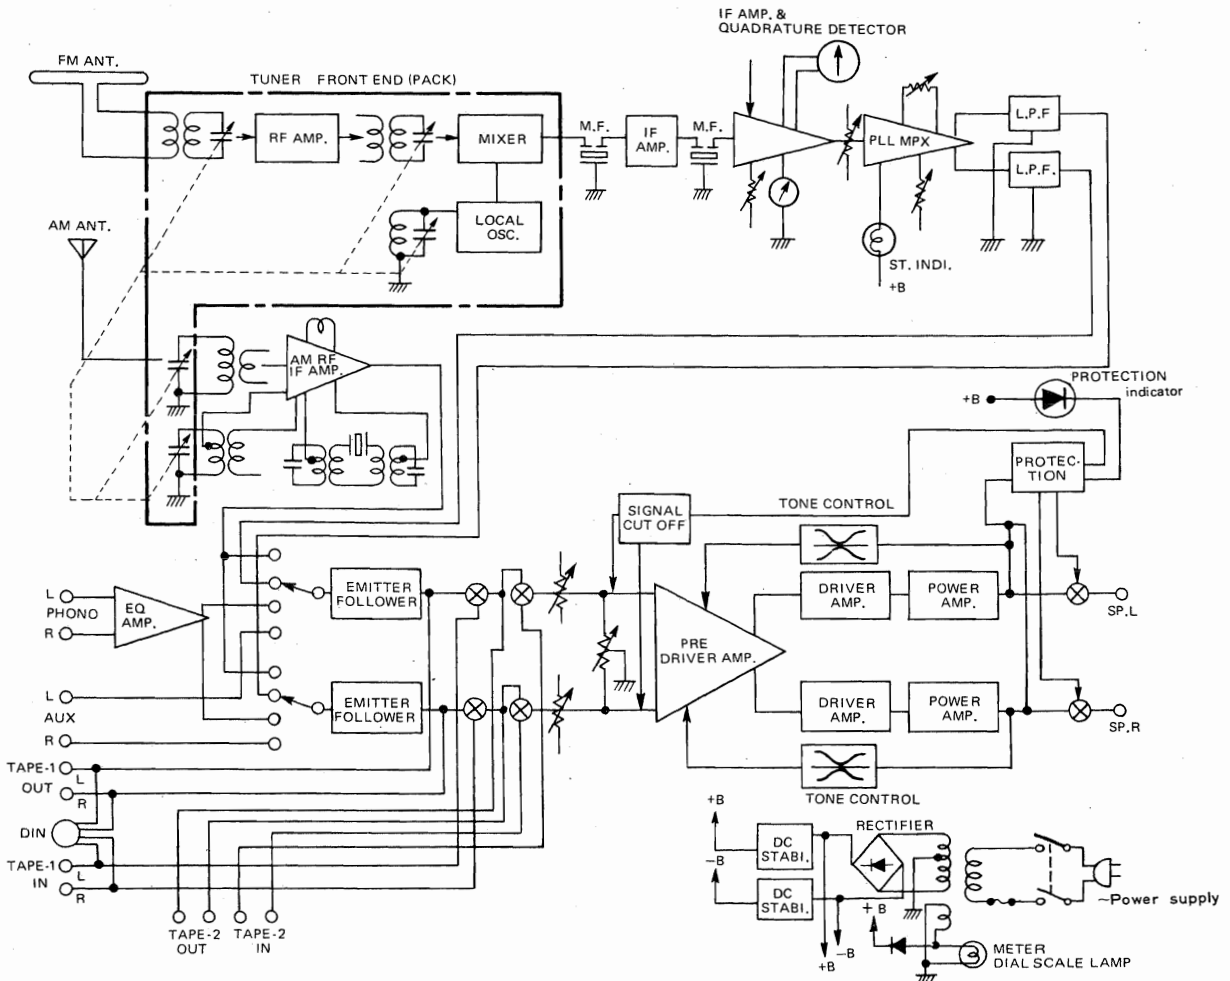 IF AMP. &
QUADRATURE DETECTOR
FM ANT.
TUNER FRONT END (PACK)
RF AMP.
MIXER
M.F.
IF
AMP.
M.F.
PLL MPX
L.P.F
L.P.F.
AM ANT.
LOCAL
OSC.
ST. INDI.
+B
AM RF
IF AMP.
PROTECTION
indicator
+B
PROTEC-
TION
SIGNAL
CUT OFF
TONE CONTROL
L
PHONO
R
EQ
AMP.
EMITTER
FOLLOWER
DRIVER
AMP.
POWER
AMP.
SP.L
PRE
DRIVER AMP.
L
AUX
R
EMITTER
FOLLOWER
DRIVER
AMP.
POWER
AMP.
SP.R
TAPE-1
L
OUT
R
DIN
TAPE-1
L
IN
R
TONE CONTROL
+B
RECTIFIER
DC
STABI.
-B
DC
STABI.
+B
~Power supply
TAPE-2
OUT
TAPE-2
IN
-B
+B
METER
DIAL SCALE LAMP